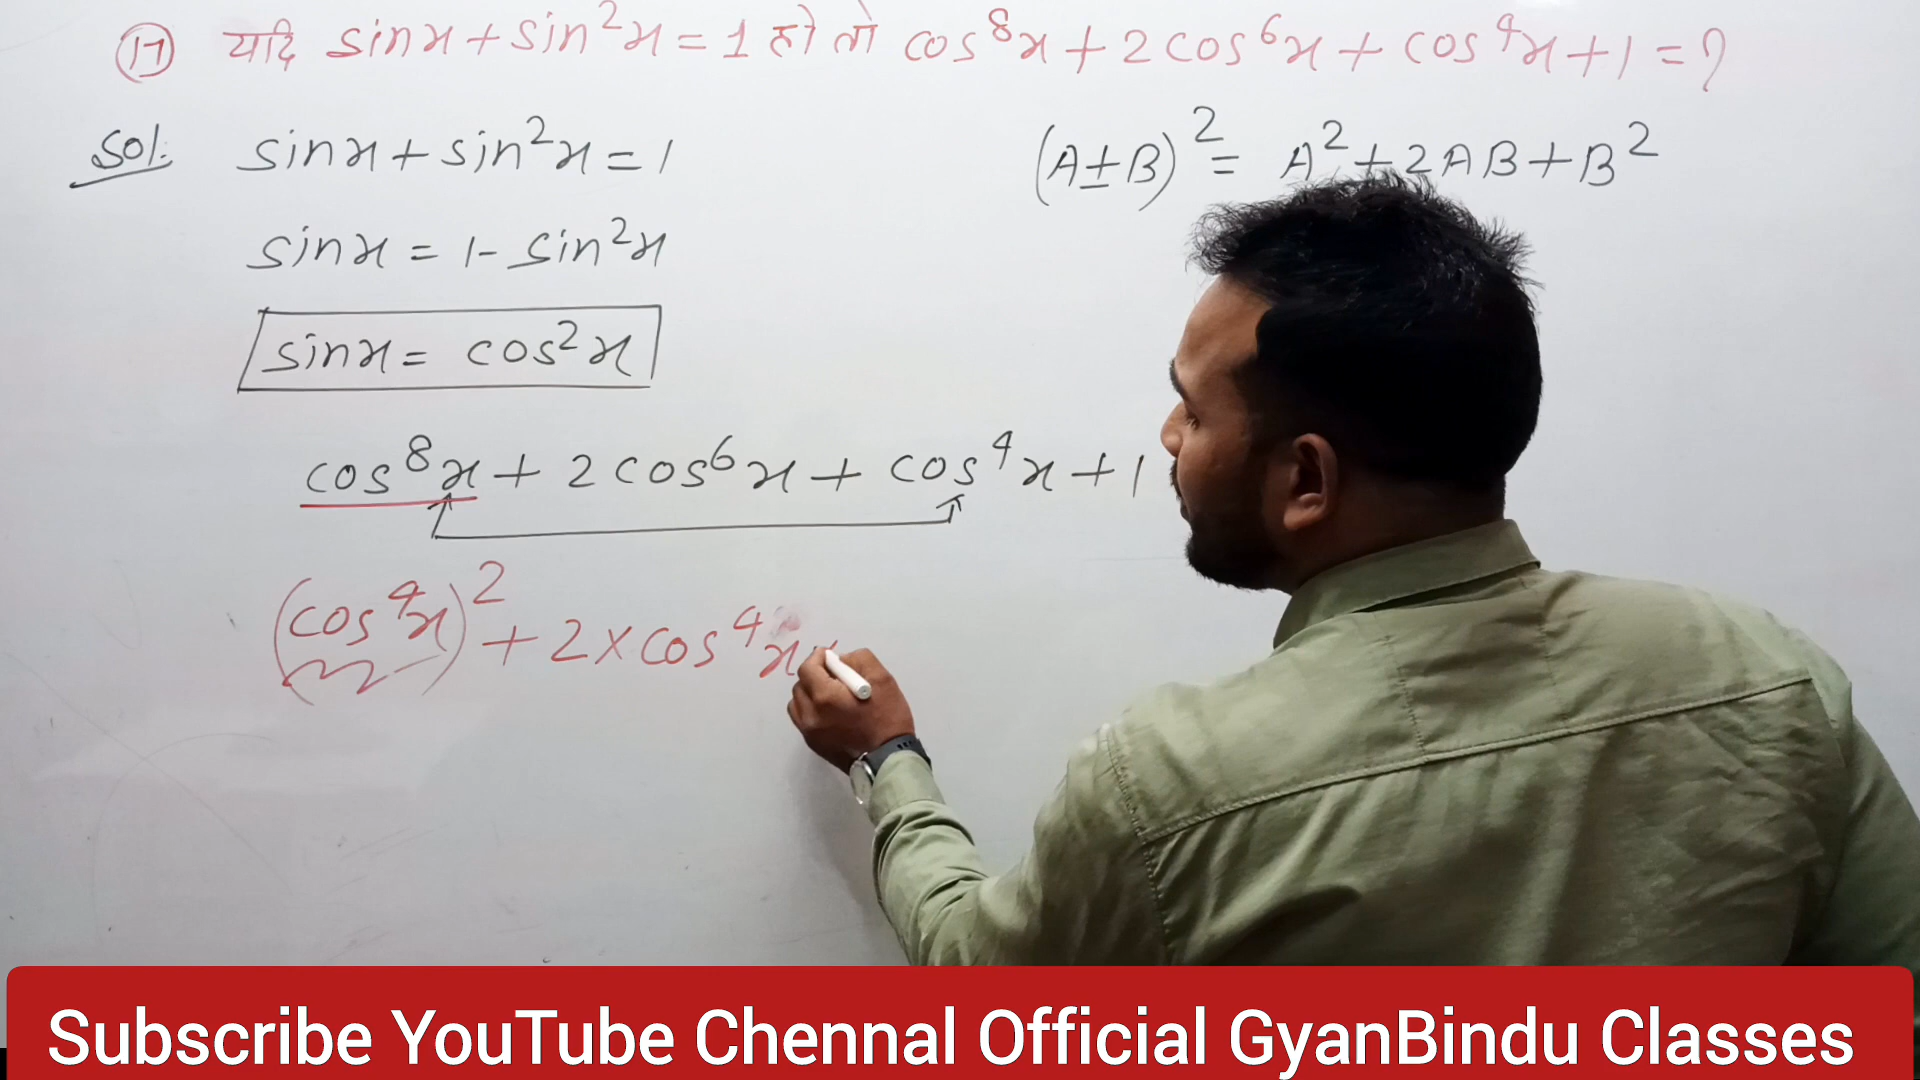 (17) यदि sinx + sin²x = 1 हो तो cos⁸x + 2cos⁶x + cos⁴x + 1 = ?
Sol. sinx + sin²x = 1
(A±B)² = A² + 2AB + B²
sinx = 1 - sin²x
sinx = cos²x
cos⁸x + 2cos⁶x + cos⁴x + 1
(cos⁴x)² + 2 × cos⁴x
Subscribe YouTube Chennal Official GyanBindu Classes